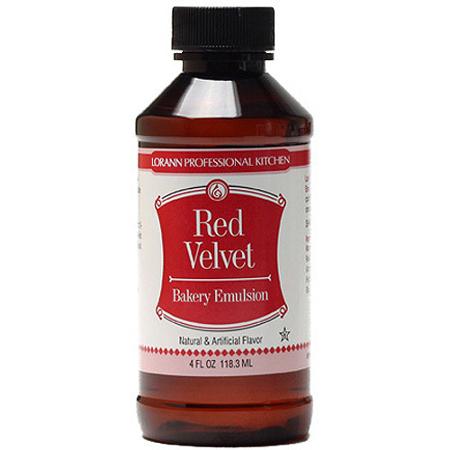 LORANN PROFESSIONAL KITCHEN
Red
Velvet
Bakery Emulsion
Natural & Artificial Flavor
4 FL OZ 118.3 ML